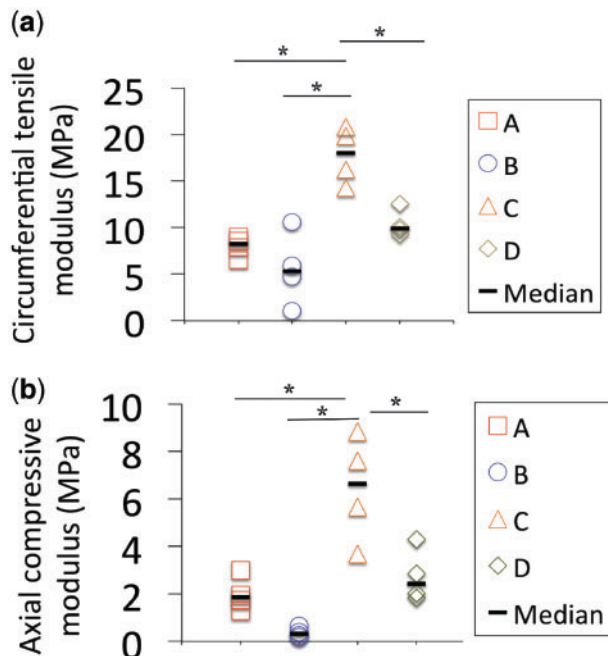 (a)
*
*
*
Circumferential tensile
modulus (MPa)
25
20
15
10
5
0
A
B
C
D
Median
(b)
*
*
*
Axial compressive
modulus (MPa)
10
8
6
4
2
0
A
B
C
D
Median